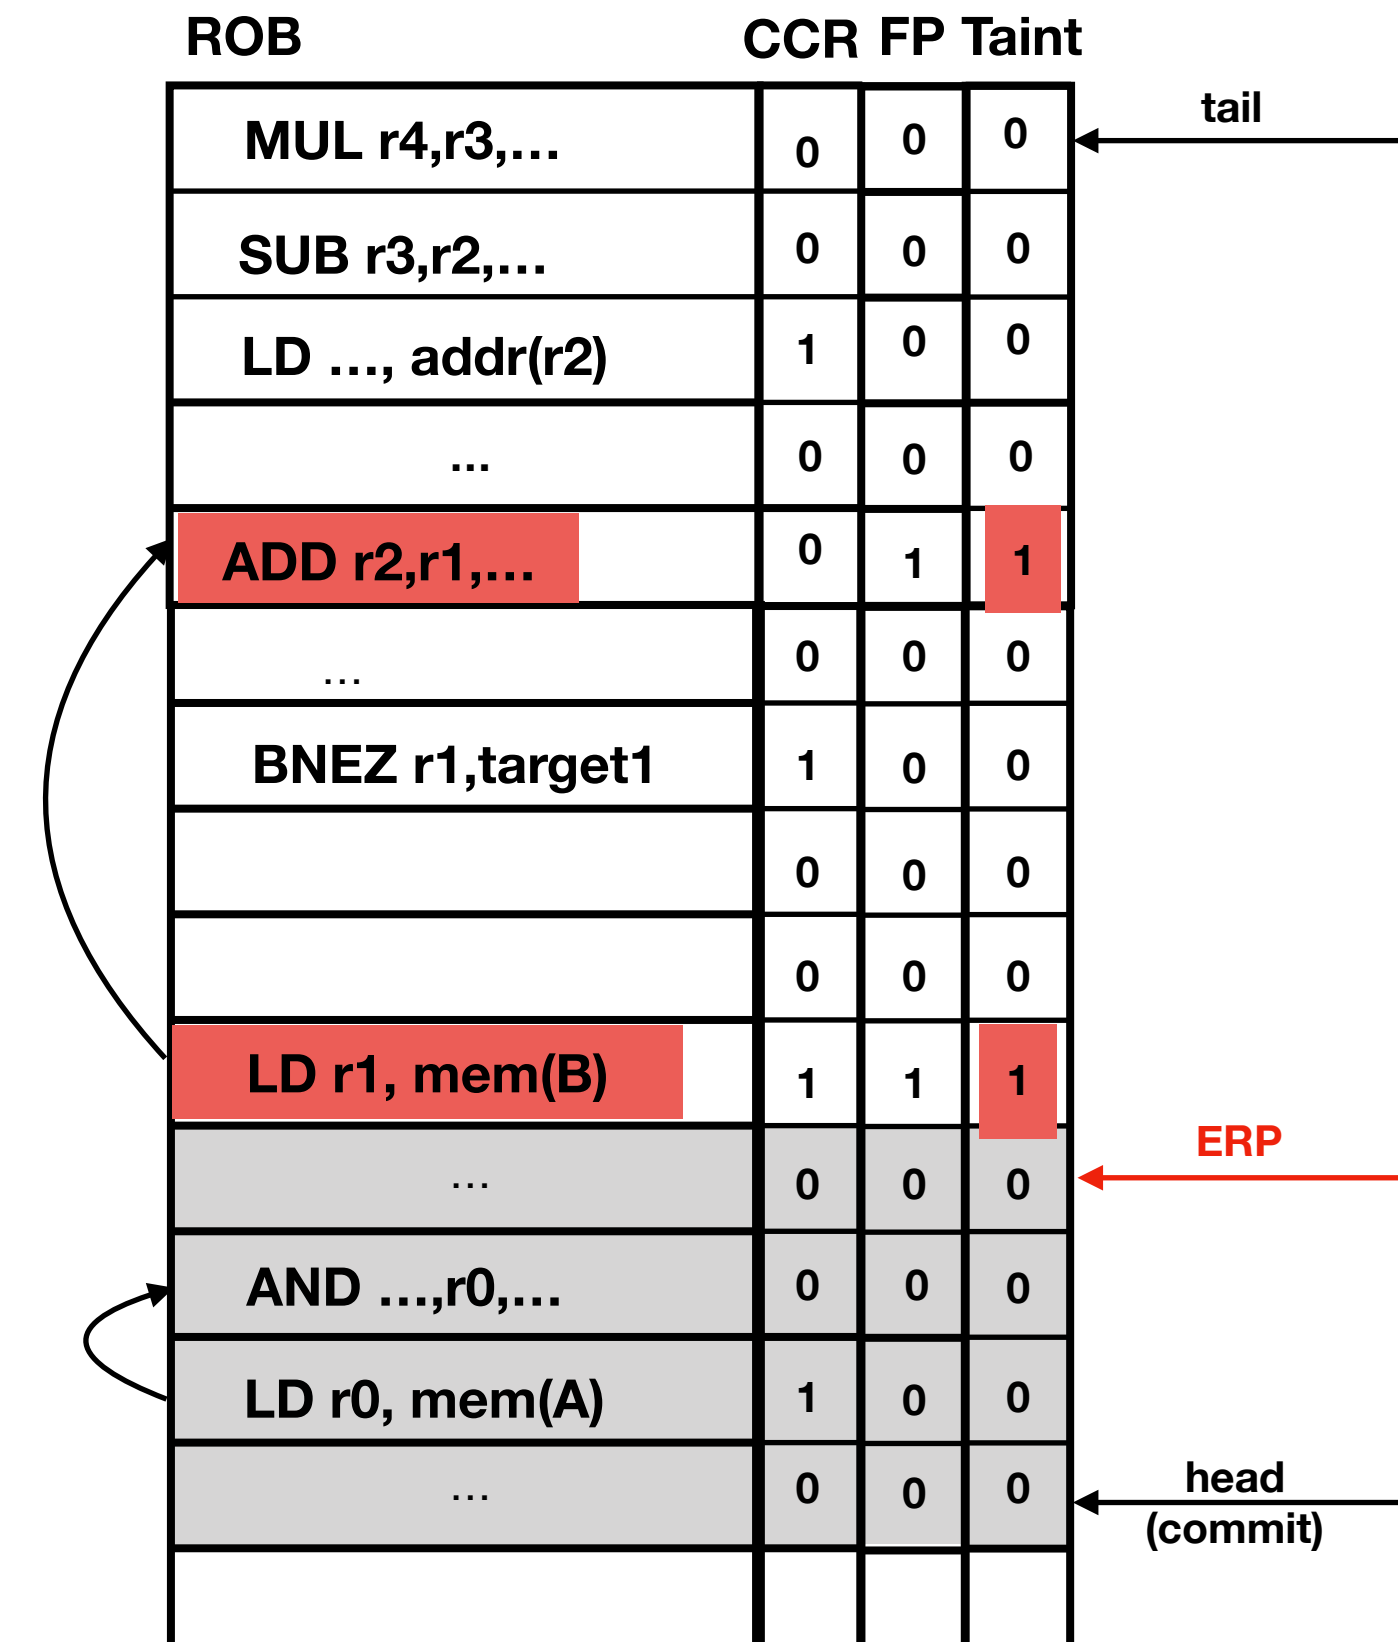 ROB CCR FP Taint
MUL r4,r3,… 0 0 0 tail
SUB r3,r2,… 0 0 0
LD …, addr(r2) 1 0 0
... 0 0 0
ADD r2,r1,… 0 1 1
… 0 0 0
BNEZ r1,target1 1 0 0
0 0 0
0 0 0
LD r1, mem(B) 1 1 1
ERP
… 0 0 0
AND …,r0,… 0 0 0
LD r0, mem(A) 1 0 0
… 0 0 0 head
(commit)